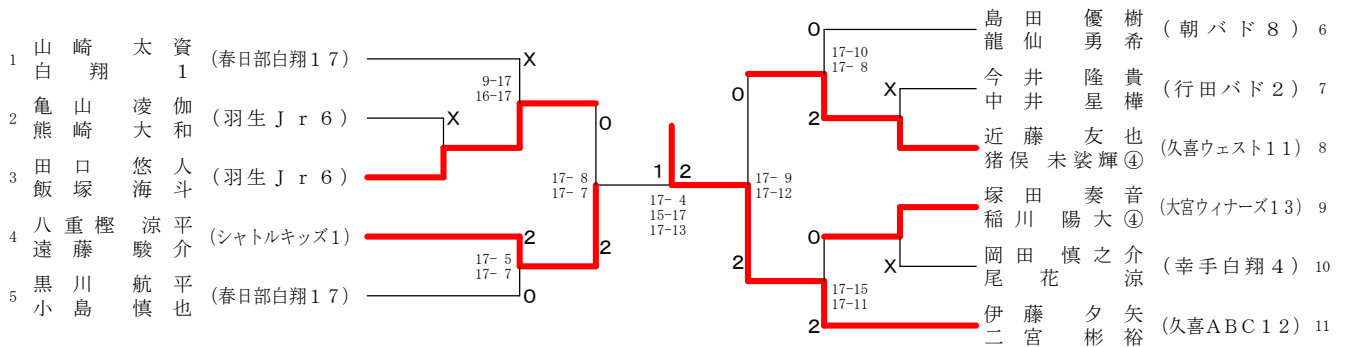 1 山崎 太資 (春日部白翔17)
白翔 1
2 亀山 凌伽 (羽生Jr6)
熊崎 大和
3 田口 悠人 (羽生Jr6)
飯塚 海斗
4 八重樫 涼平 (シャトルキッズ1)
遠藤 駿介
5 黒川 航平 (春日部白翔17)
小島 慎也
X
9-17
16-17
X
0
17- 8
17- 7
2
17- 5
17- 7
2
0
1 2
17- 4
15-17
17-13
0
17- 9
17-12
2
0
17-10
17- 8
X
2
0
X
17-15
17-11
2
島田 優樹 (朝バド8) 6
龍仙 勇希
今井 隆貴 (行田バド2) 7
中井 星樺
近藤 友也 (久喜ウェスト11) 8
猪俣 未裟輝④
塚田 奏音 (大宮ウィナーズ13) 9
稲川 陽大④
岡田 慎之介 (幸手白翔4) 10
尾花 涼
伊藤 夕矢 (久喜ABC12) 11
二宮 彬裕